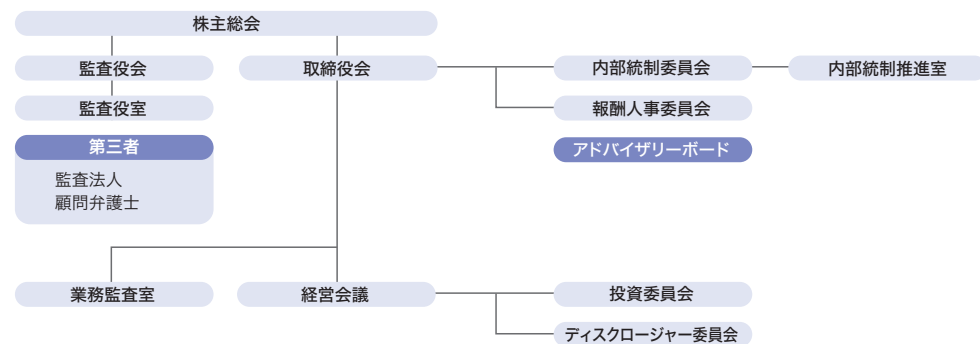 株主総会
監査役会
取締役会
内部統制委員会
内部統制推進室
監査役室
報酬人事委員会
第三者
監査法人
顧問弁護士
アドバイザリーボード
業務監査室
経営会議
投資委員会
ディスクロージャー委員会